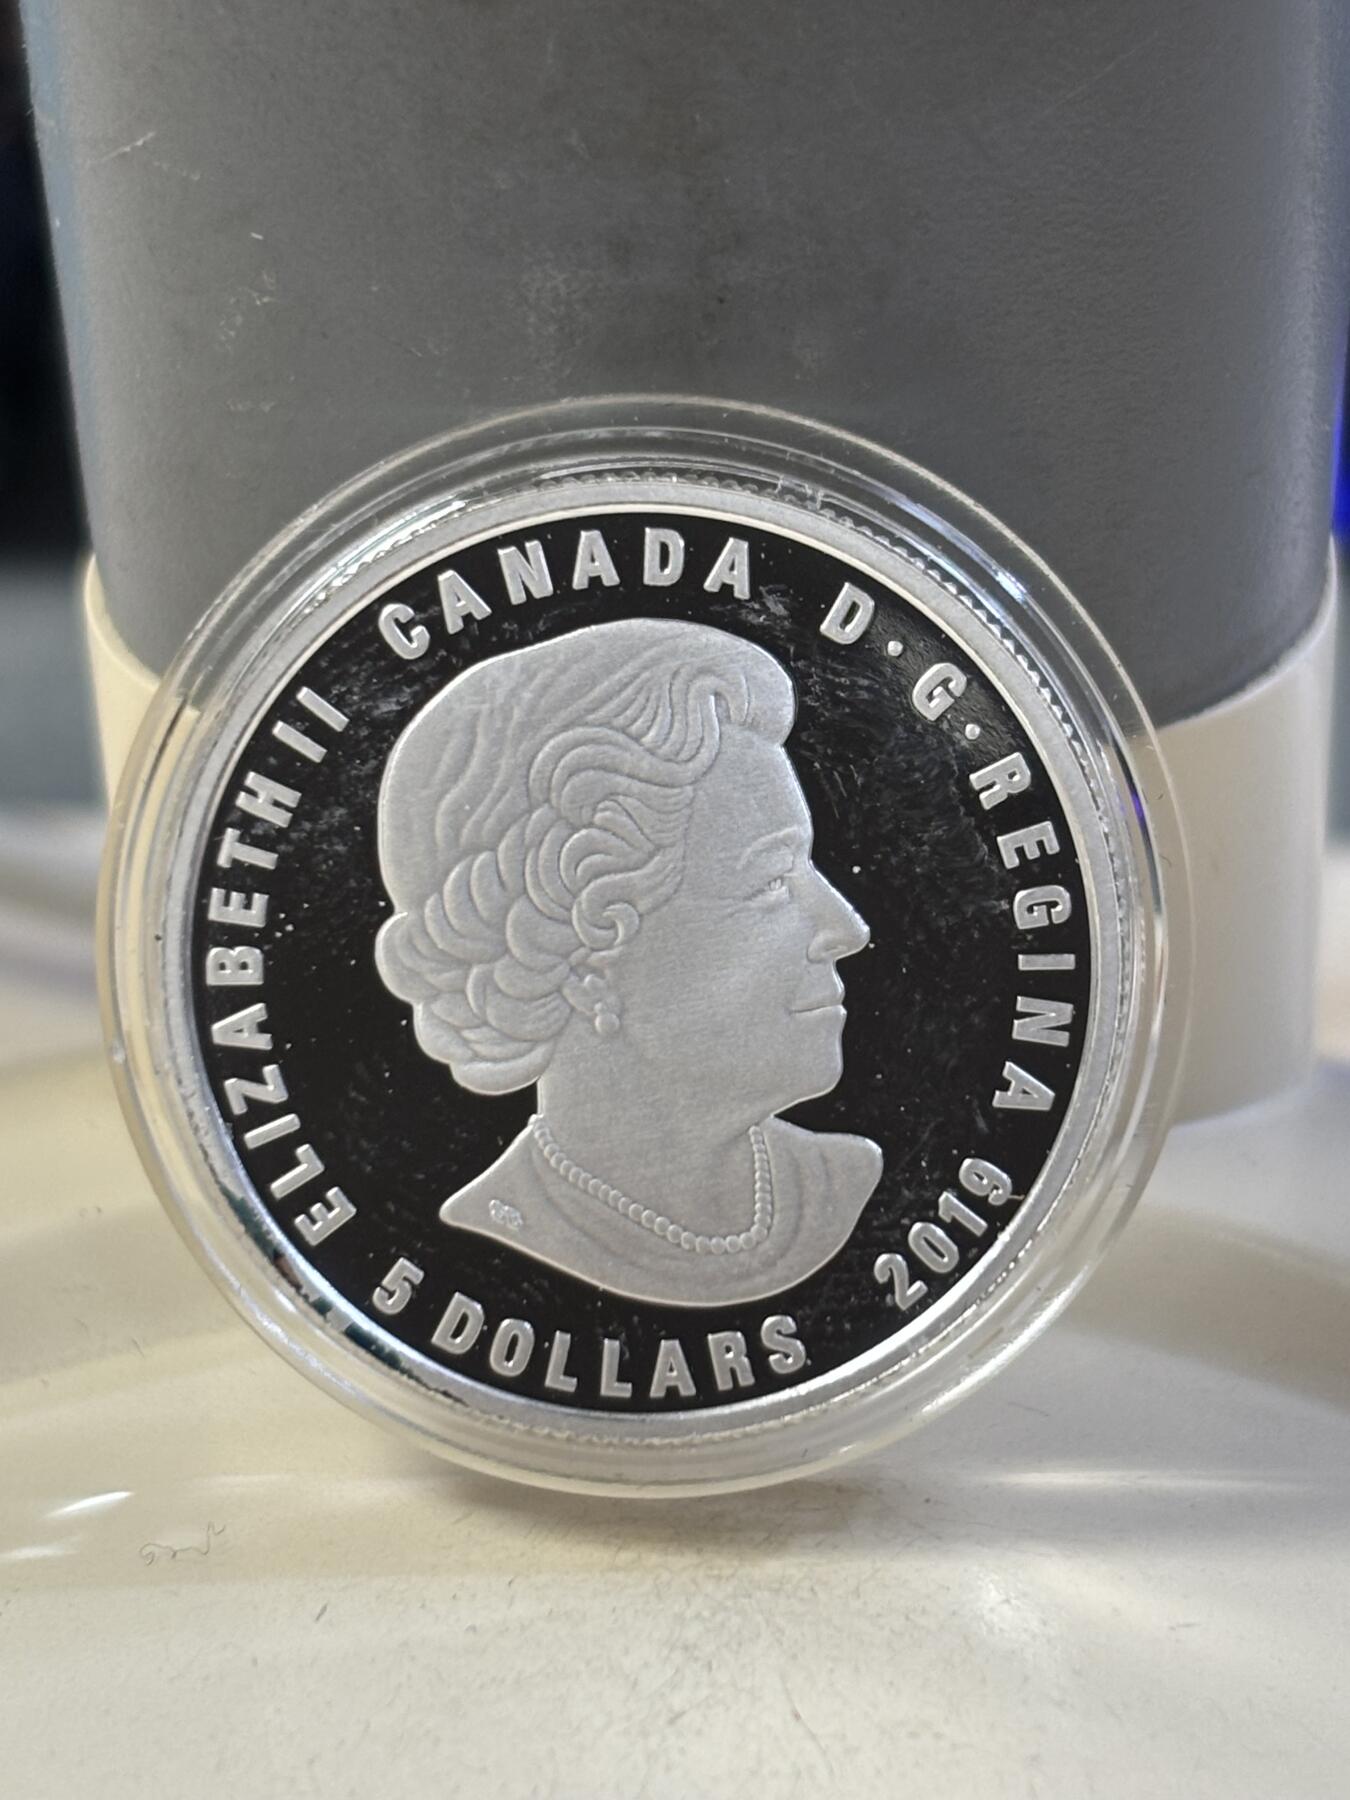 ELIZABETH II CANADA D·G·REGINA
5 DOLLARS 2019